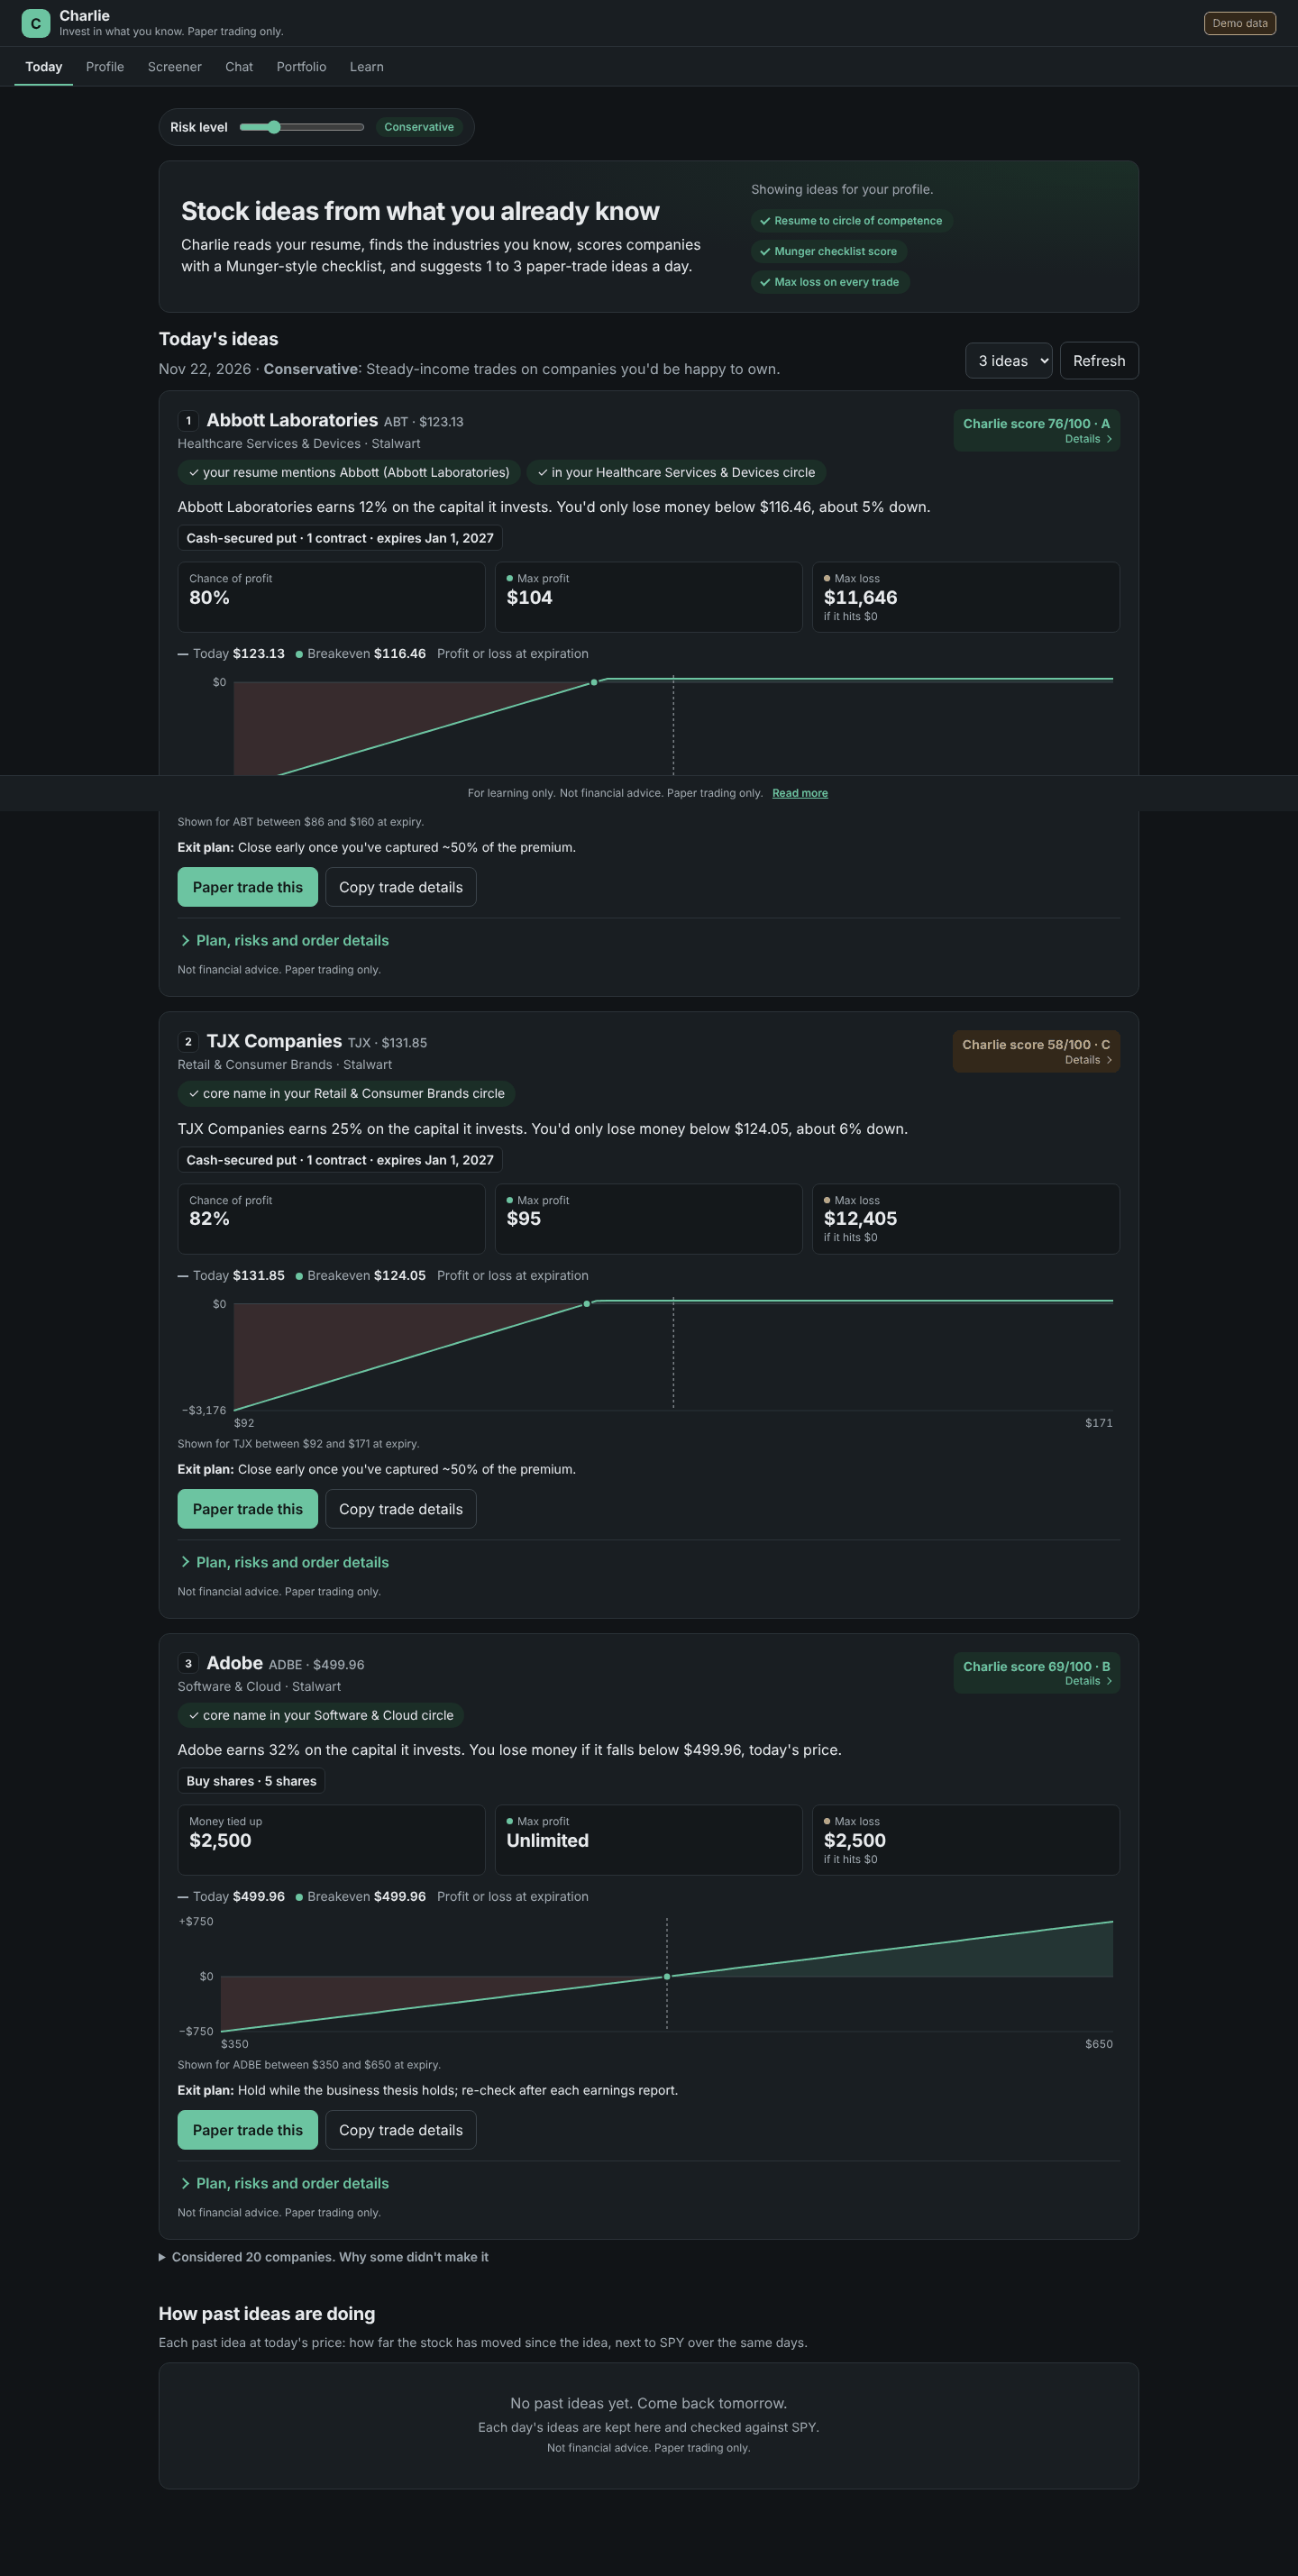 C
Charlie
Invest in what you know. Paper trading only.
Demo data
Today Profile Screener Chat Portfolio Learn
Risk level Conservative
Stock ideas from what you already know
Charlie reads your resume, finds the industries you know, scores companies
with a Munger-style checklist, and suggests 1 to 3 paper-trade ideas a day.
Showing ideas for your profile.
✓ Resume to circle of competence
✓ Munger checklist score
✓ Max loss on every trade
Today's ideas
Nov 22, 2026 · Conservative: Steady-income trades on companies you'd be happy to own.
3 ideas Refresh
1 Abbott Laboratories ABT · $123.13
Healthcare Services & Devices · Stalwart
Charlie score 76/100 · A
Details >
✓ your resume mentions Abbott (Abbott Laboratories) ✓ in your Healthcare Services & Devices circle
Abbott Laboratories earns 12% on the capital it invests. You'd only lose money below $116.46, about 5% down.
Cash-secured put · 1 contract · expires Jan 1, 2027
Chance of profit
80%
Max profit
$104
Max loss
$11,646
if it hits $0
Today $123.13 Breakeven $116.46 Profit or loss at expiration
$0
For learning only. Not financial advice. Paper trading only. Read more
Shown for ABT between $86 and $160 at expiry.
Exit plan: Close early once you've captured ~50% of the premium.
Paper trade this Copy trade details
> Plan, risks and order details
Not financial advice. Paper trading only.
2 TJX Companies TJX · $131.85
Retail & Consumer Brands · Stalwart
Charlie score 58/100 · C
Details >
✓ core name in your Retail & Consumer Brands circle
TJX Companies earns 25% on the capital it invests. You'd only lose money below $124.05, about 6% down.
Cash-secured put · 1 contract · expires Jan 1, 2027
Chance of profit
82%
Max profit
$95
Max loss
$12,405
if it hits $0
Today $131.85 Breakeven $124.05 Profit or loss at expiration
$0
−$3,176
$92 $171
Shown for TJX between $92 and $171 at expiry.
Exit plan: Close early once you've captured ~50% of the premium.
Paper trade this Copy trade details
> Plan, risks and order details
Not financial advice. Paper trading only.
3 Adobe ADBE · $499.96
Software & Cloud · Stalwart
Charlie score 69/100 · B
Details >
✓ core name in your Software & Cloud circle
Adobe earns 32% on the capital it invests. You lose money if it falls below $499.96, today's price.
Buy shares · 5 shares
Money tied up
$2,500
Max profit
Unlimited
Max loss
$2,500
if it hits $0
Today $499.96 Breakeven $499.96 Profit or loss at expiration
+$750
$0
−$750
$350 $650
Shown for ADBE between $350 and $650 at expiry.
Exit plan: Hold while the business thesis holds; re-check after each earnings report.
Paper trade this Copy trade details
> Plan, risks and order details
Not financial advice. Paper trading only.
Considered 20 companies. Why some didn't make it
How past ideas are doing
Each past idea at today's price: how far the stock has moved since the idea, next to SPY over the same days.
No past ideas yet. Come back tomorrow.
Each day's ideas are kept here and checked against SPY.
Not financial advice. Paper trading only.